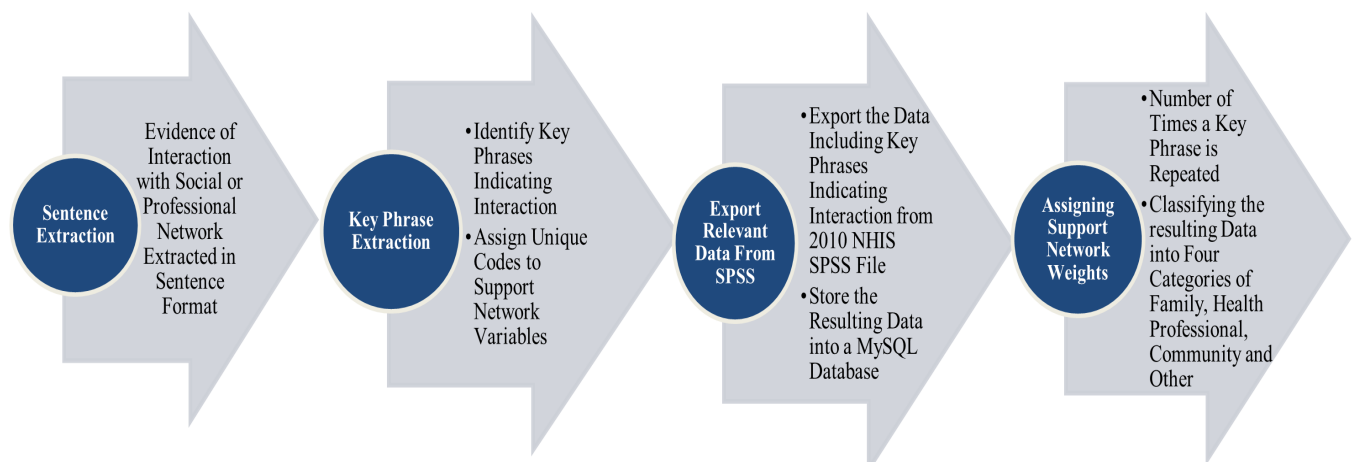 Sentence
Extraction
Evidence of
Interaction
with Social or
Professional
Network
Extracted in
Sentence
Format
Key Phrase
Extraction
•Identify Key
Phrases
Indicating
Interaction
•Assign Unique
Codes to
Support
Network
Variables
Export
Relevant
Data From
SPSS
•Export the Data
Including Key
Phrases
Indicating
Interaction from
2010 NHIS
SPSS File
•Store the
Resulting Data
into a MySQL
Database
Assigning
Support
Network
Weights
•Number of
Times a Key
Phrase is
Repeated
•Classifying the
resulting Data
into Four
Categories of
Family, Health
Professional,
Community and
Other